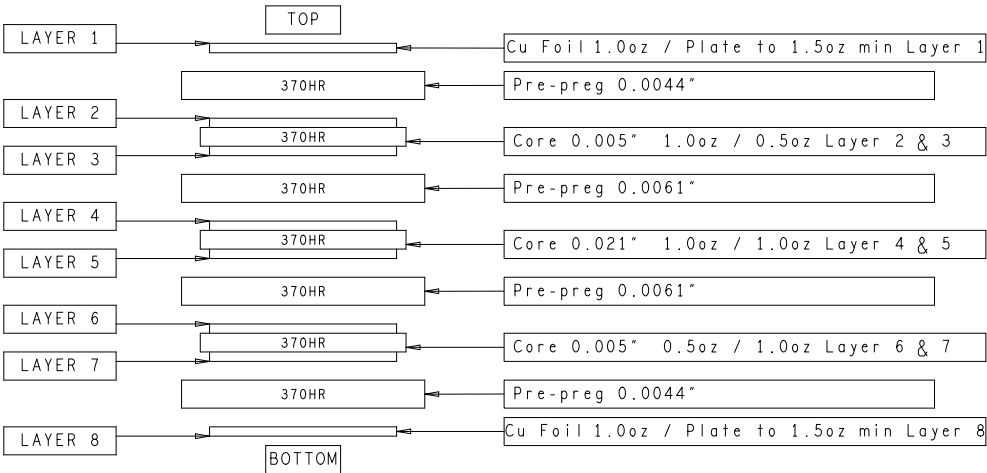 TOP
LAYER 1
Cu Foil 1.0oz / Plate to 1.5oz min Layer 1
370HR
Pre-preg 0.0044"
LAYER 2
370HR
Core 0.005" 1.0oz / 0.5oz Layer 2 & 3
LAYER 3
370HR
Pre-preg 0.0061"
LAYER 4
370HR
Core 0.021" 1.0oz / 1.0oz Layer 4 & 5
LAYER 5
370HR
Pre-preg 0.0061"
LAYER 6
370HR
Core 0.005" 0.5oz / 1.0oz Layer 6 & 7
LAYER 7
370HR
Pre-preg 0.0044"
LAYER 8
Cu Foil 1.0oz / Plate to 1.5oz min Layer 8
BOTTOM